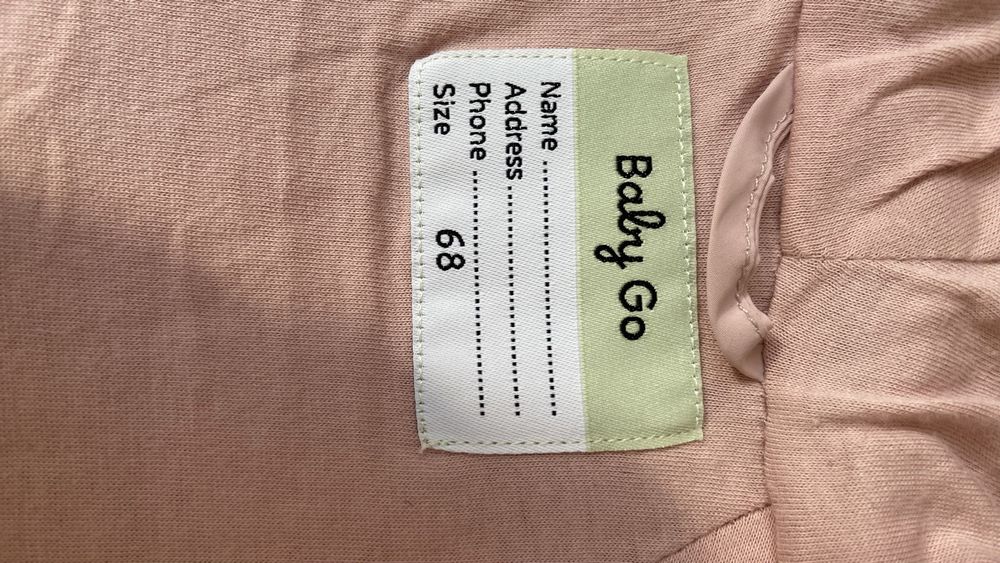 Baby Go
Name ..............................
Address ...........................
Phone .............................
Size 68